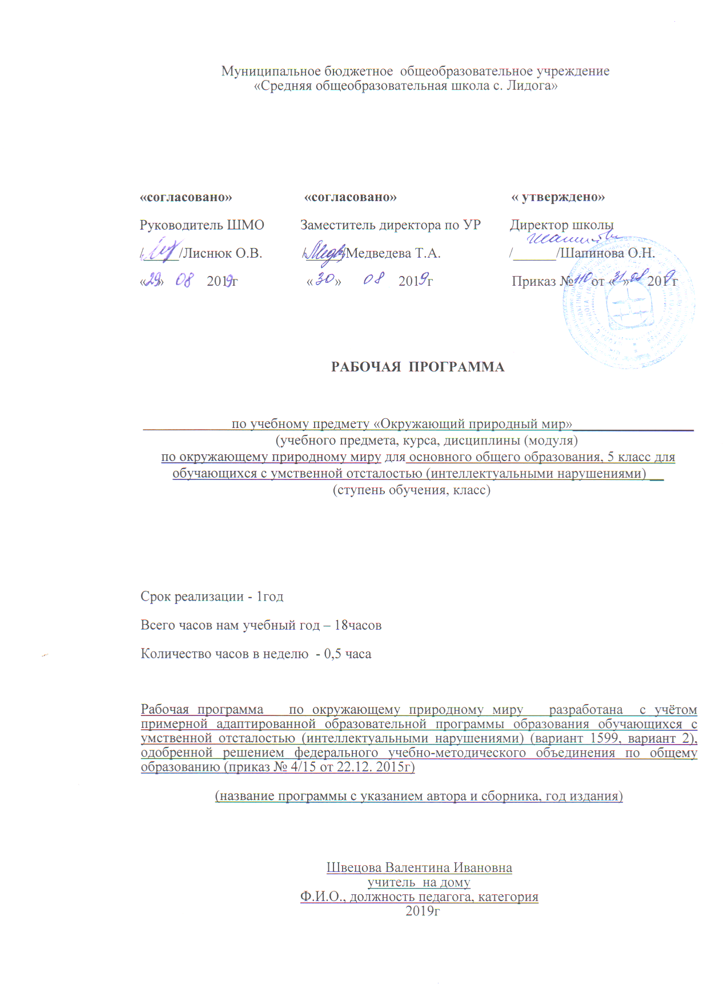 Муниципальное бюджетное общеобразовательное учреждение
«Средняя общеобразовательная школа с. Лидога»
«согласовано» «согласовано» « утверждено»
Руководитель ШМО Заместитель директора по УР Директор школы
/_____/Лиснюк О.В. /_____/Медведева Т.А. /______/Шапинова О.Н.
«29» 08 2019г «30» 08 2019г Приказ №110 от «31» 08 2019г
РАБОЧАЯ ПРОГРАММА
по учебному предмету «Окружающий природный мир»
(учебного предмета, курса, дисциплины (модуля)
по окружающему природному миру для основного общего образования, 5 класс для
обучающихся с умственной отсталостью (интеллектуальными нарушениями) __
(ступень обучения, класс)
Срок реализации - 1год
Всего часов нам учебный год – 18часов
Количество часов в неделю - 0,5 часа
Рабочая программа по окружающему природному миру разработана с учётом
примерной адаптированной образовательной программы образования обучающихся с
умственной отсталостью (интеллектуальными нарушениями) (вариант 1599, вариант 2),
одобренной решением федерального учебно-методического объединения по общему
образованию (приказ № 4/15 от 22.12. 2015г)
(название программы с указанием автора и сборника, год издания)
Швецова Валентина Ивановна
учитель на дому
Ф.И.О., должность педагога, категория
2019г